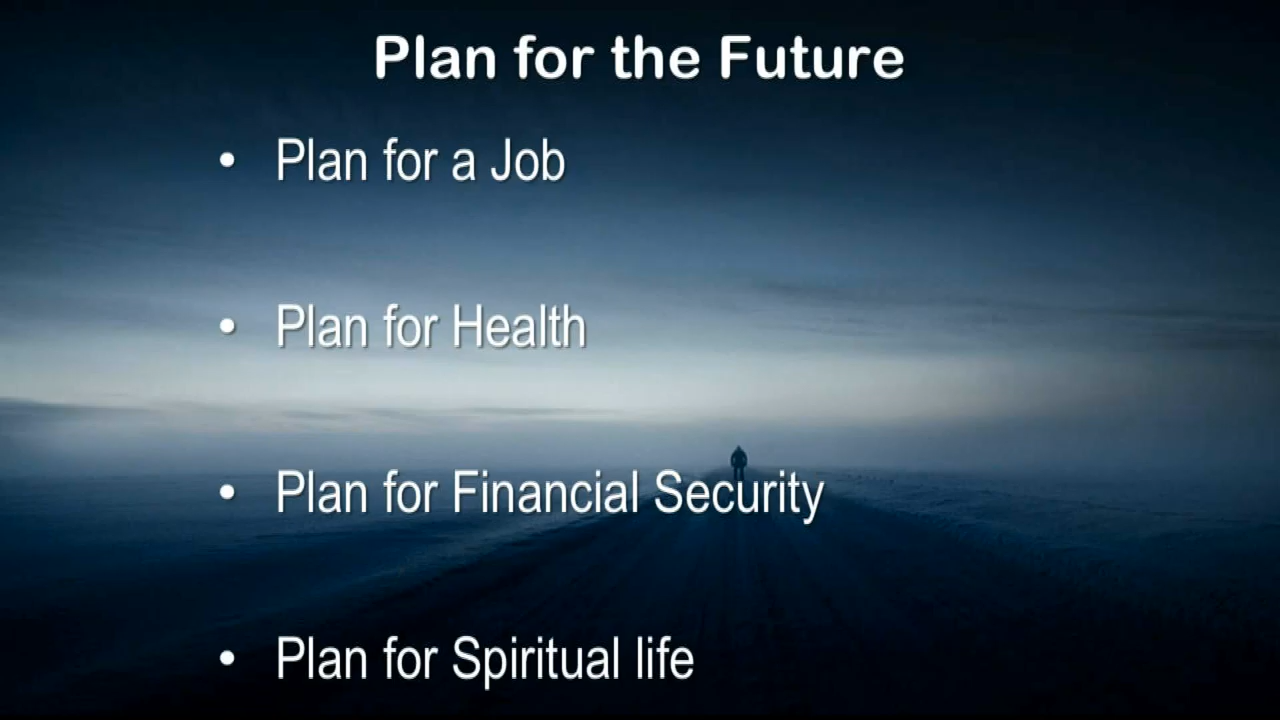 Plan for the Future
• Plan for a Job
• Plan for Health
• Plan for Financial Security
• Plan for Spiritual life